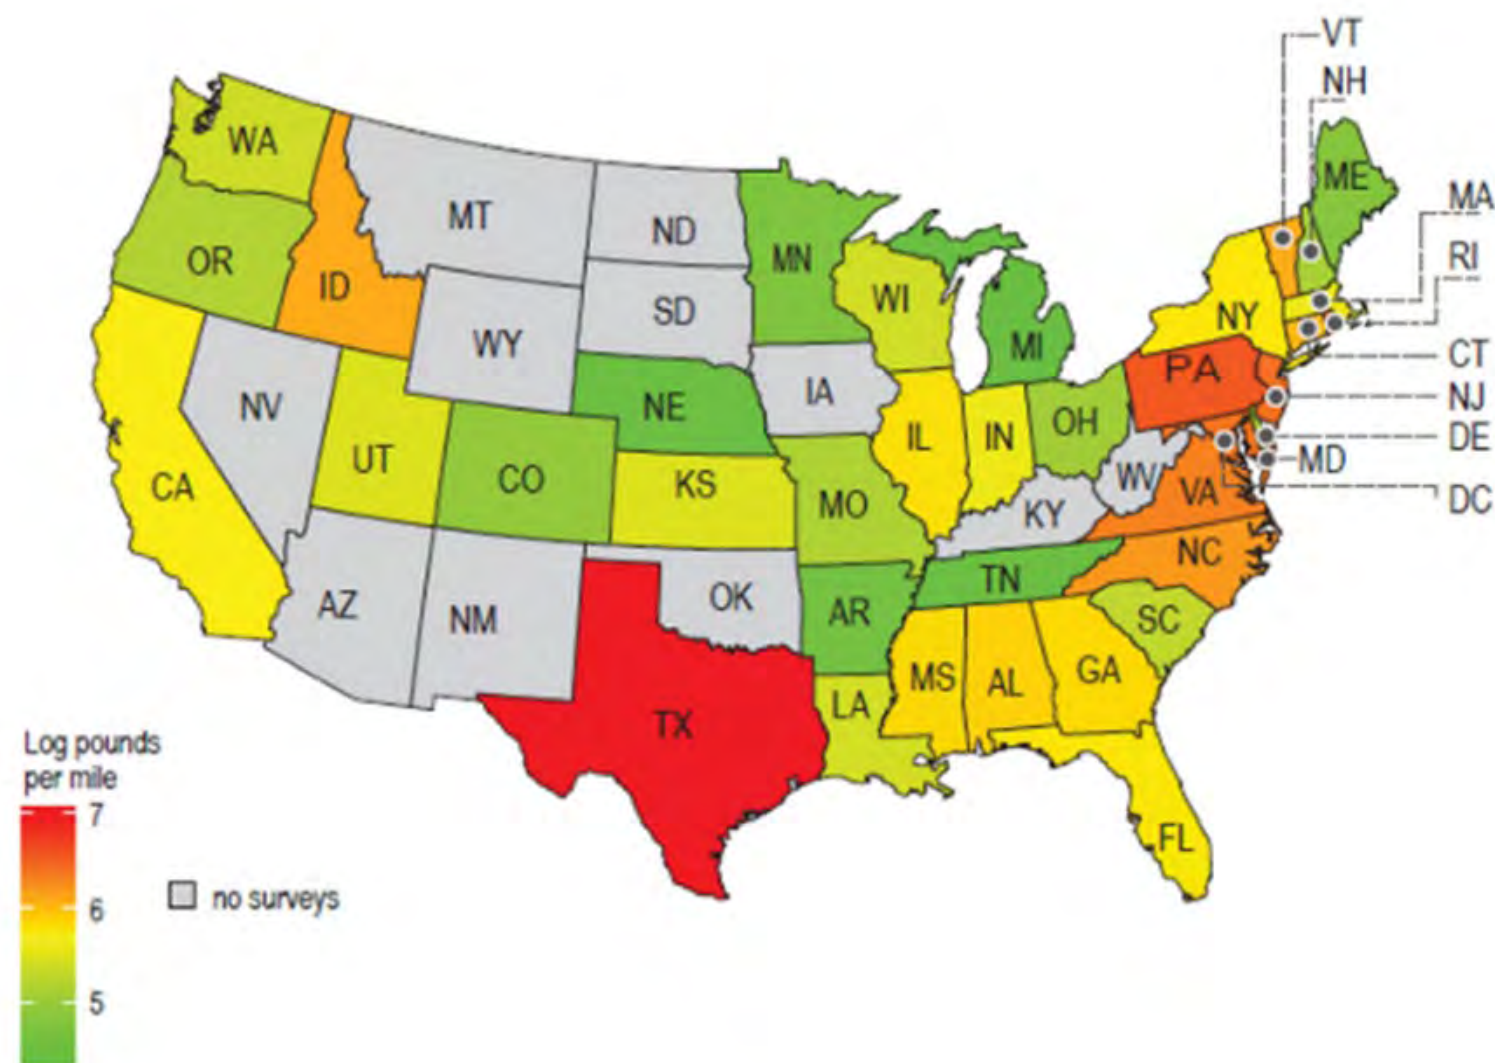 VT
NH
ME
MA
RI
WA
MT
ND
MN
OR
ID
WI
SD
NY
WY
MI
CT
PA
NJ
IA
NV
NE
OH
DE
IL
IN
MD
UT
CO
KS
WV
VA
DC
CA
MO
KY
NC
TN
AZ
NM
OK
AR
SC
MS
AL
GA
LA
TX
FL
Log pounds
per mile
7
6
5
no surveys